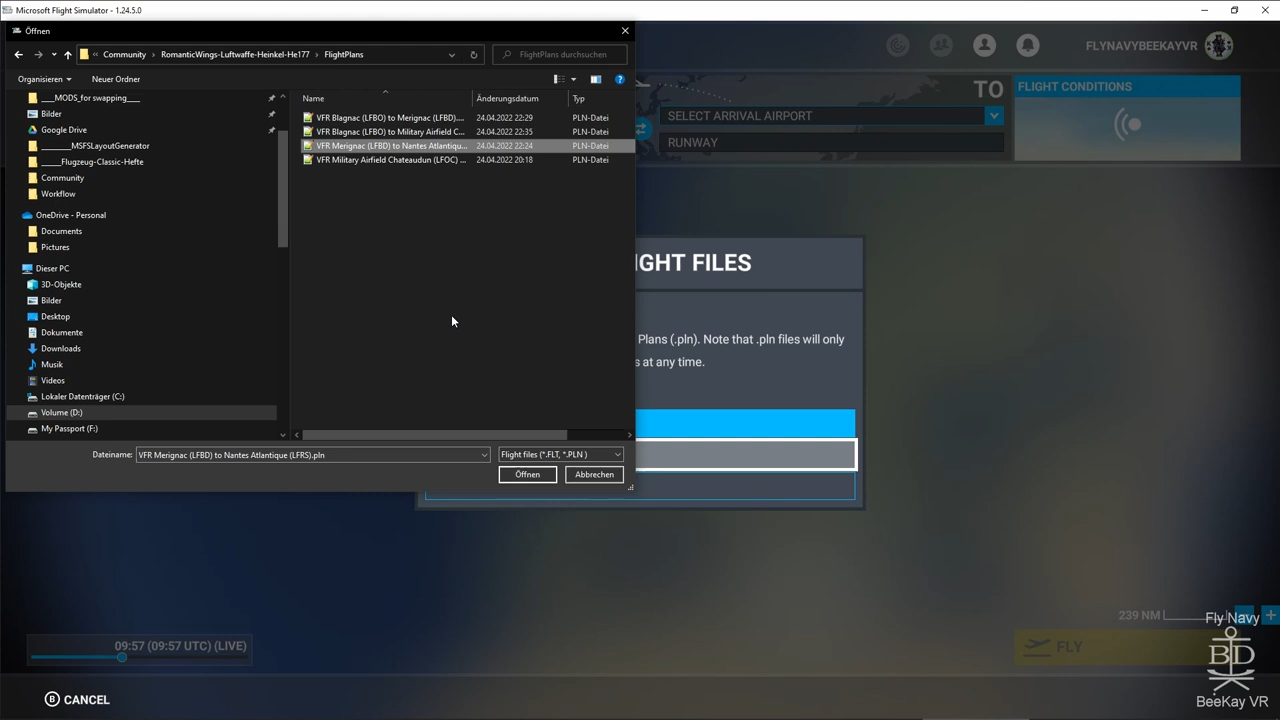 Microsoft Flight Simulator - 1.24.5.0
Öffnen
« Community > RomanticWings-Luftwaffe-Heinkel-He177 > FlightPlans
FlightPlans durchsuchen
Organisieren
Neuer Ordner
____MODS_for swapping____
Bilder
Google Drive
________MSFSLayoutGenerator
_____Flugzeug-Classic-Hefte
Community
Workflow
OneDrive - Personal
Documents
Pictures
Dieser PC
3D-Objekte
Bilder
Desktop
Dokumente
Downloads
Musik
Videos
Lokaler Datenträger (C:)
Volume (D:)
My Passport (F:)
Name Änderungsdatum Typ
VFR Blagnac (LFBO) to Merignac (LFBD).... 24.04.2022 22:29 PLN-Datei
VFR Blagnac (LFBO) to Military Airfield C... 24.04.2022 22:35 PLN-Datei
VFR Merignac (LFBD) to Nantes Atlantiqu... 24.04.2022 22:24 PLN-Datei
VFR Military Airfield Chateaudun (LFOC) ... 24.04.2022 20:18 PLN-Datei
Dateiname: VFR Merignac (LFBD) to Nantes Atlantique (LFRS).pln
Flight files (*.FLT, *.PLN )
Öffnen
Abbrechen
FLYNAVYBEEKAYVR
TO
SELECT ARRIVAL AIRPORT
RUNWAY
FLIGHT CONDITIONS
IGHT FILES
Plans (.pln). Note that .pln files will only
s at any time.
239 NM
09:57 (09:57 UTC) (LIVE)
FLY
B CANCEL
Fly Navy
BD
BeeKay VR